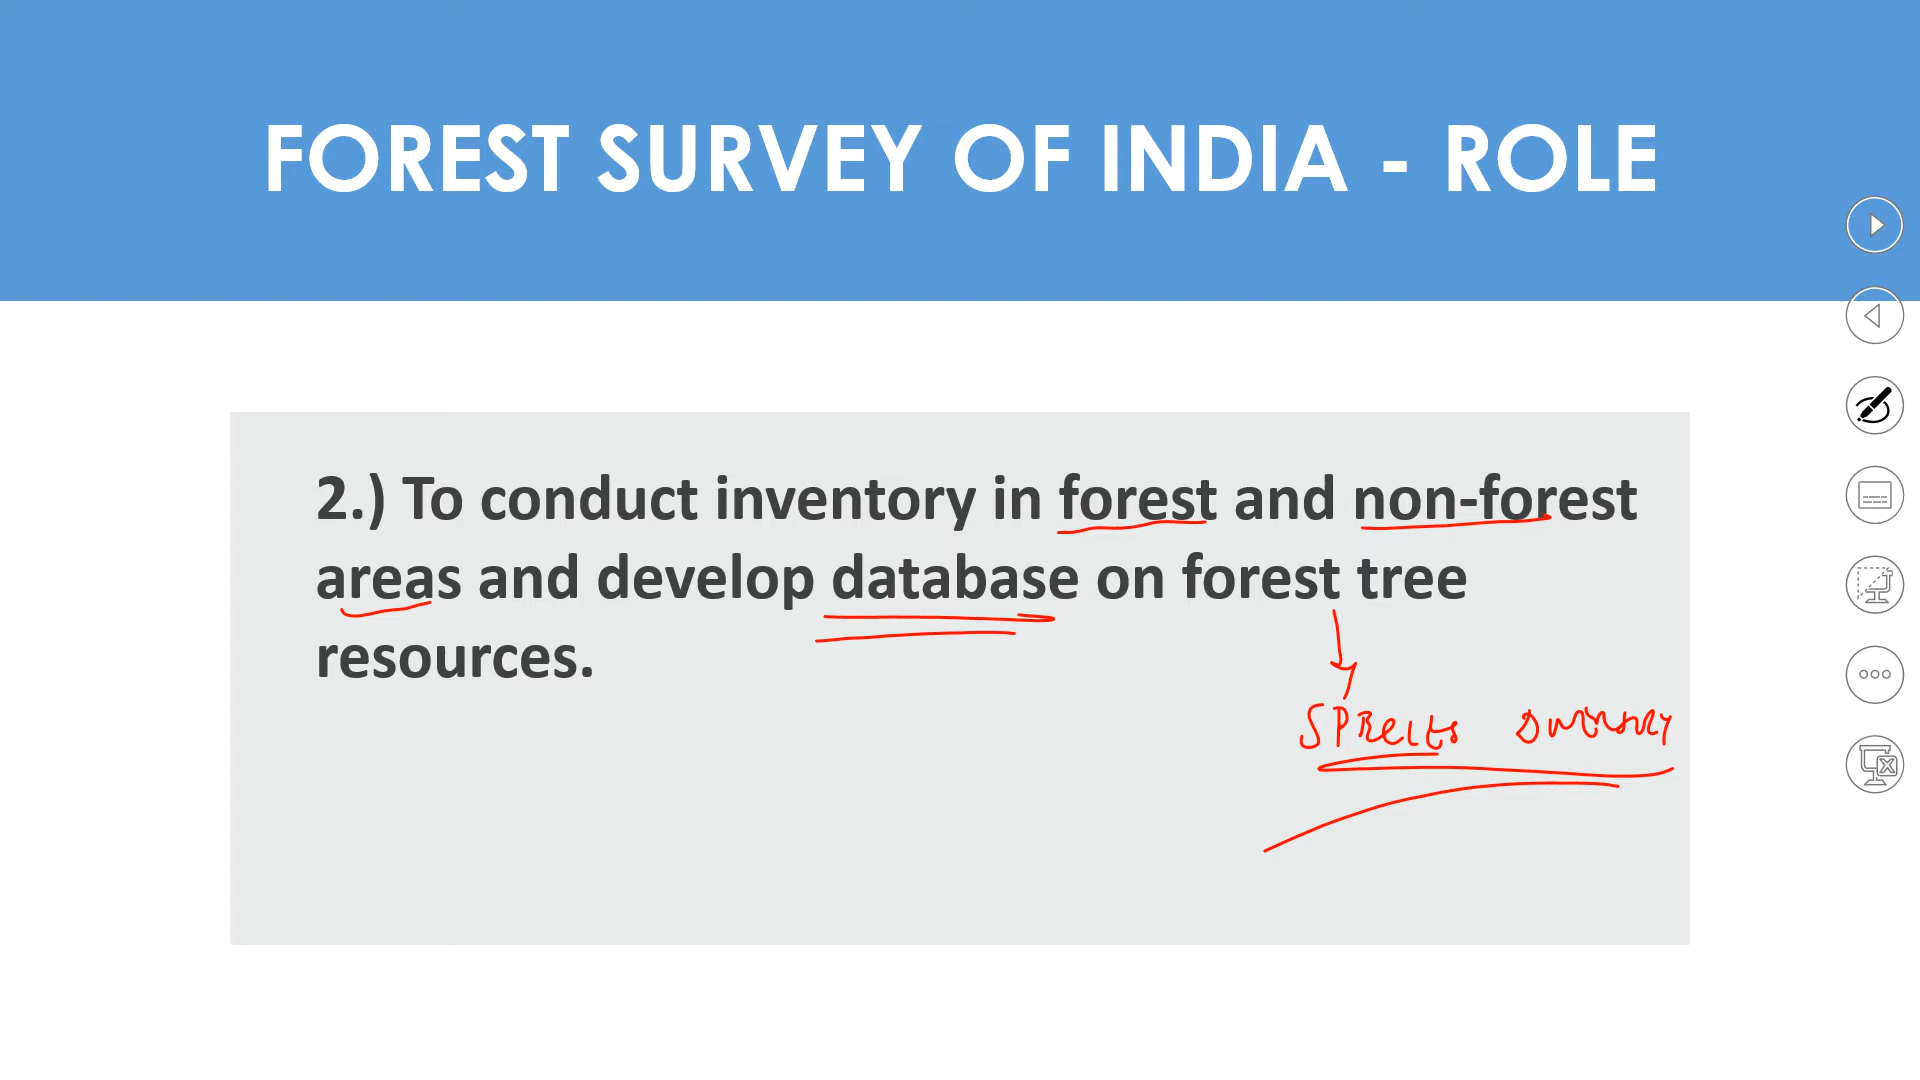 FOREST SURVEY OF INDIA - ROLE
2.) To conduct inventory in forest and non-forest
areas and develop database on forest tree
resources.